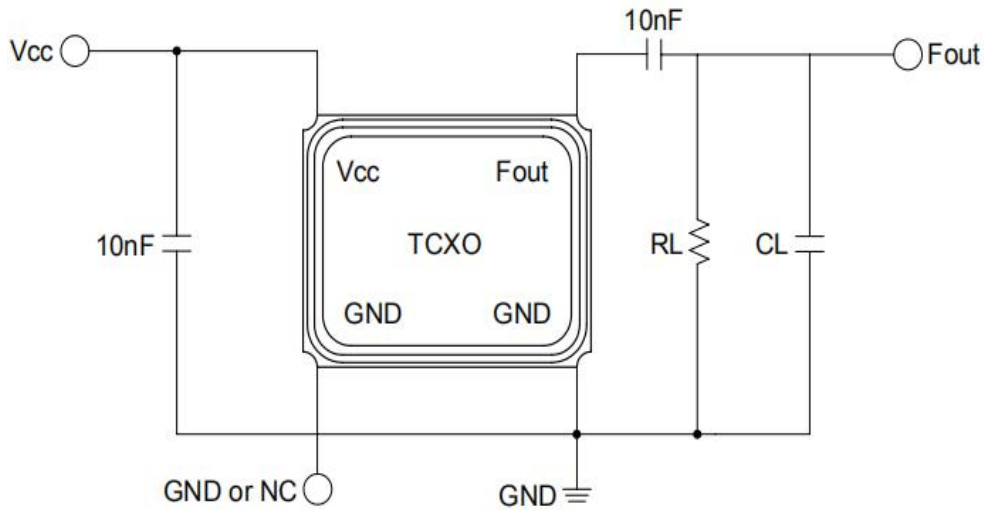 10nF
Vcc
Fout
Vcc
Fout
10nF
TCXO
RL
CL
GND
GND
GND or NC
GND